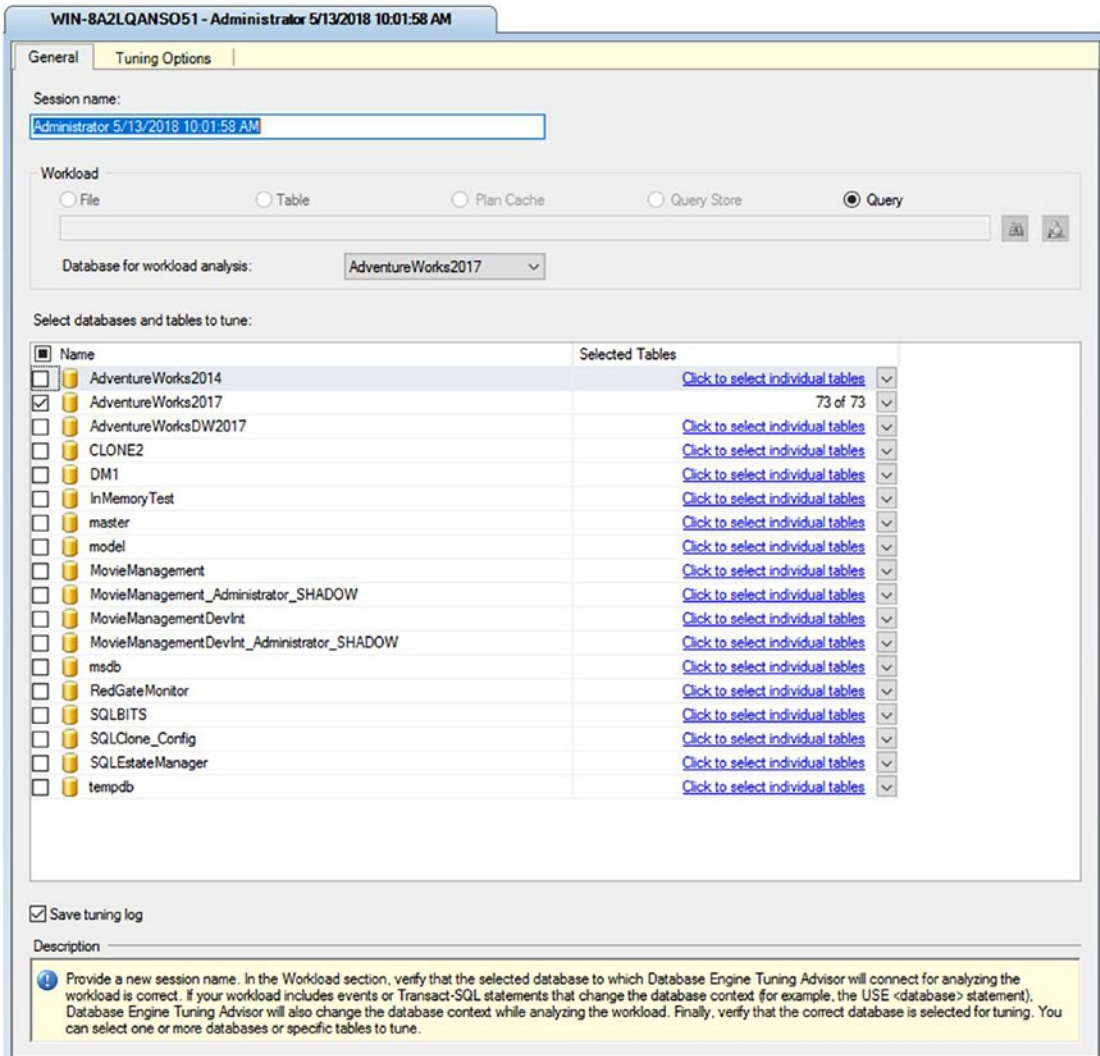 WIN-8A2LQANSO51 - Administrator 5/13/2018 10:01:58 AM
General Tuning Options
Session name:
Administrator 5/13/2018 10:01:58 AM
Workload
File Table Plan Cache Query Store Query
Database for workload analysis: AdventureWorks2017
Select databases and tables to tune:
Name Selected Tables
AdventureWorks2014 Click to select individual tables
AdventureWorks2017 73 of 73
AdventureWorksDW2017 Click to select individual tables
CLONE2 Click to select individual tables
DM1 Click to select individual tables
InMemoryTest Click to select individual tables
master Click to select individual tables
model Click to select individual tables
MovieManagement Click to select individual tables
MovieManagement_Administrator_SHADOW Click to select individual tables
MovieManagementDevInt Click to select individual tables
MovieManagementDevInt_Administrator_SHADOW Click to select individual tables
msdb Click to select individual tables
RedGateMonitor Click to select individual tables
SQLBITS Click to select individual tables
SQLClone_Config Click to select individual tables
SQLEstateManager Click to select individual tables
tempdb Click to select individual tables
Save tuning log
Description
Provide a new session name. In the Workload section, verify that the selected database to which Database Engine Tuning Advisor will connect for analyzing the
workload is correct. If your workload includes events or Transact-SQL statements that change the database context (for example, the USE <database> statement),
Database Engine Tuning Advisor will also change the database context while analyzing the workload. Finally, verify that the correct database is selected for tuning. You
can select one or more databases or specific tables to tune.